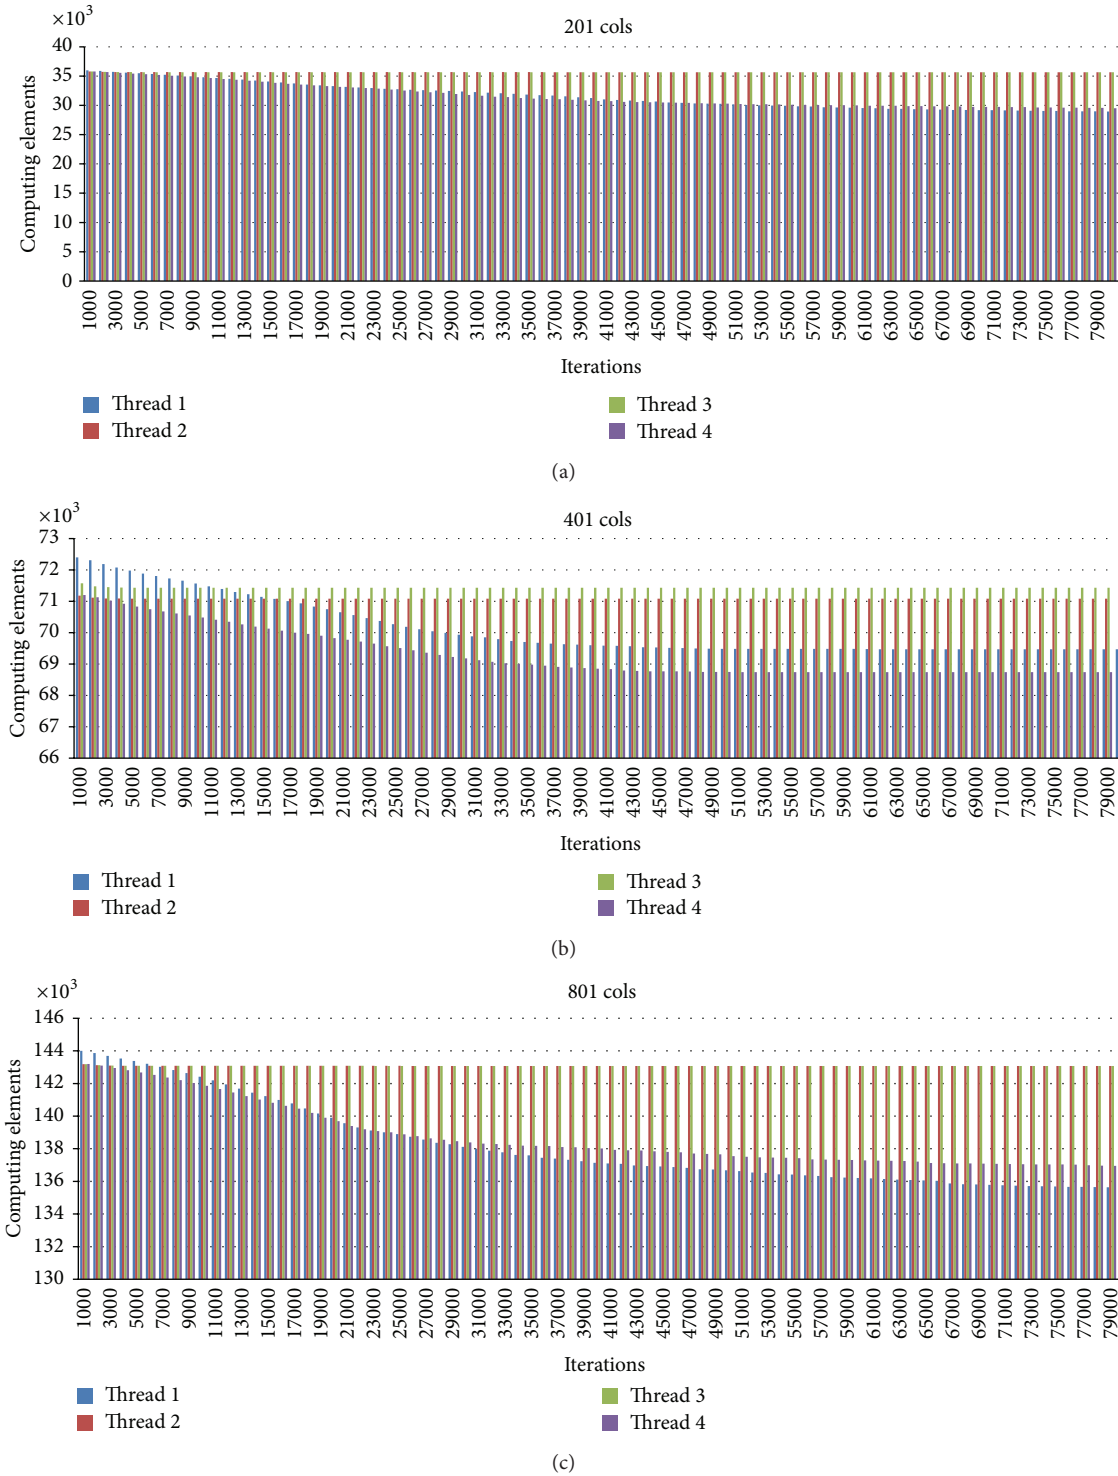 ×10³
201 cols
40
35
30
25
20
15
10
5
0
Computing elements
1000 3000 5000 7000 9000 11000 13000 15000 17000 19000 21000 23000 25000 27000 29000 31000 33000 35000 37000 39000 41000 43000 45000 47000 49000 51000 53000 55000 57000 59000 61000 63000 65000 67000 69000 71000 73000 75000 77000 79000
Iterations
Thread 1
Thread 3
Thread 2
Thread 4
(a)
×10³
401 cols
73
72
71
70
69
68
67
66
Computing elements
1000 3000 5000 7000 9000 11000 13000 15000 17000 19000 21000 23000 25000 27000 29000 31000 33000 35000 37000 39000 41000 43000 45000 47000 49000 51000 53000 55000 57000 59000 61000 63000 65000 67000 69000 71000 73000 75000 77000 79000
Iterations
Thread 1
Thread 3
Thread 2
Thread 4
(b)
×10³
801 cols
146
144
142
140
138
136
134
132
130
Computing elements
1000 3000 5000 7000 9000 11000 13000 15000 17000 19000 21000 23000 25000 27000 29000 31000 33000 35000 37000 39000 41000 43000 45000 47000 49000 51000 53000 55000 57000 59000 61000 63000 65000 67000 69000 71000 73000 75000 77000 79000
Iterations
Thread 1
Thread 3
Thread 2
Thread 4
(c)